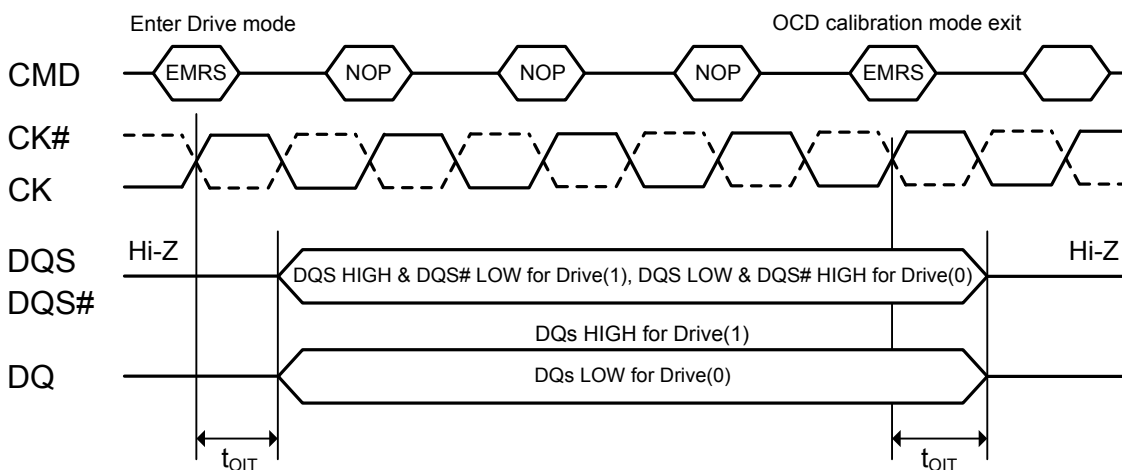 Enter Drive mode
OCD calibration mode exit
CMD
EMRS
NOP
NOP
NOP
EMRS
CK#
CK
Hi-Z
Hi-Z
DQS
DQS HIGH & DQS# LOW for Drive(1), DQS LOW & DQS# HIGH for Drive(0)
DQS#
DQs HIGH for Drive(1)
DQ
DQs LOW for Drive(0)
tOIT
tOIT